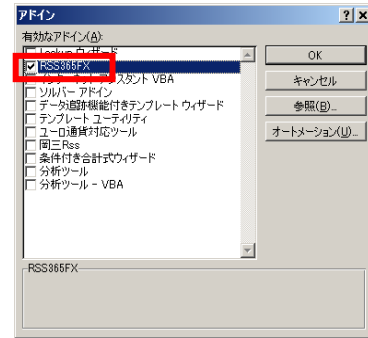 アドイン
有効なアドイン(A):
Lookup ウィザード
RSS365FX
インターネット アシスタント VBA
ソルバー アドイン
データ追跡機能付きテンプレート ウィザード
テンプレート ユーティリティ
ユーロ通貨対応ツール
岡三Rss
条件付き合計式ウィザード
分析ツール
分析ツール - VBA
OK
キャンセル
参照(B)...
オートメーション(U)...
RSS365FX